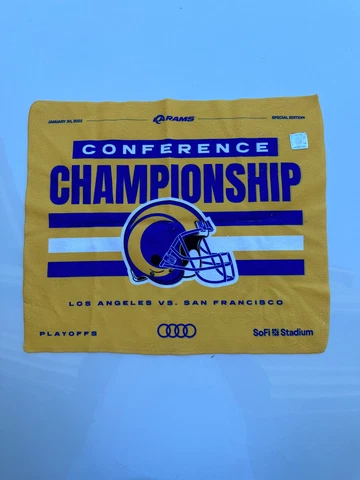 JANUARY 30, 2022
RAMS
SPECIAL EDITION
CONFERENCE
CHAMPIONSHIP
LOS ANGELES VS. SAN FRANCISCO
PLAYOFFS
SoFi Stadium